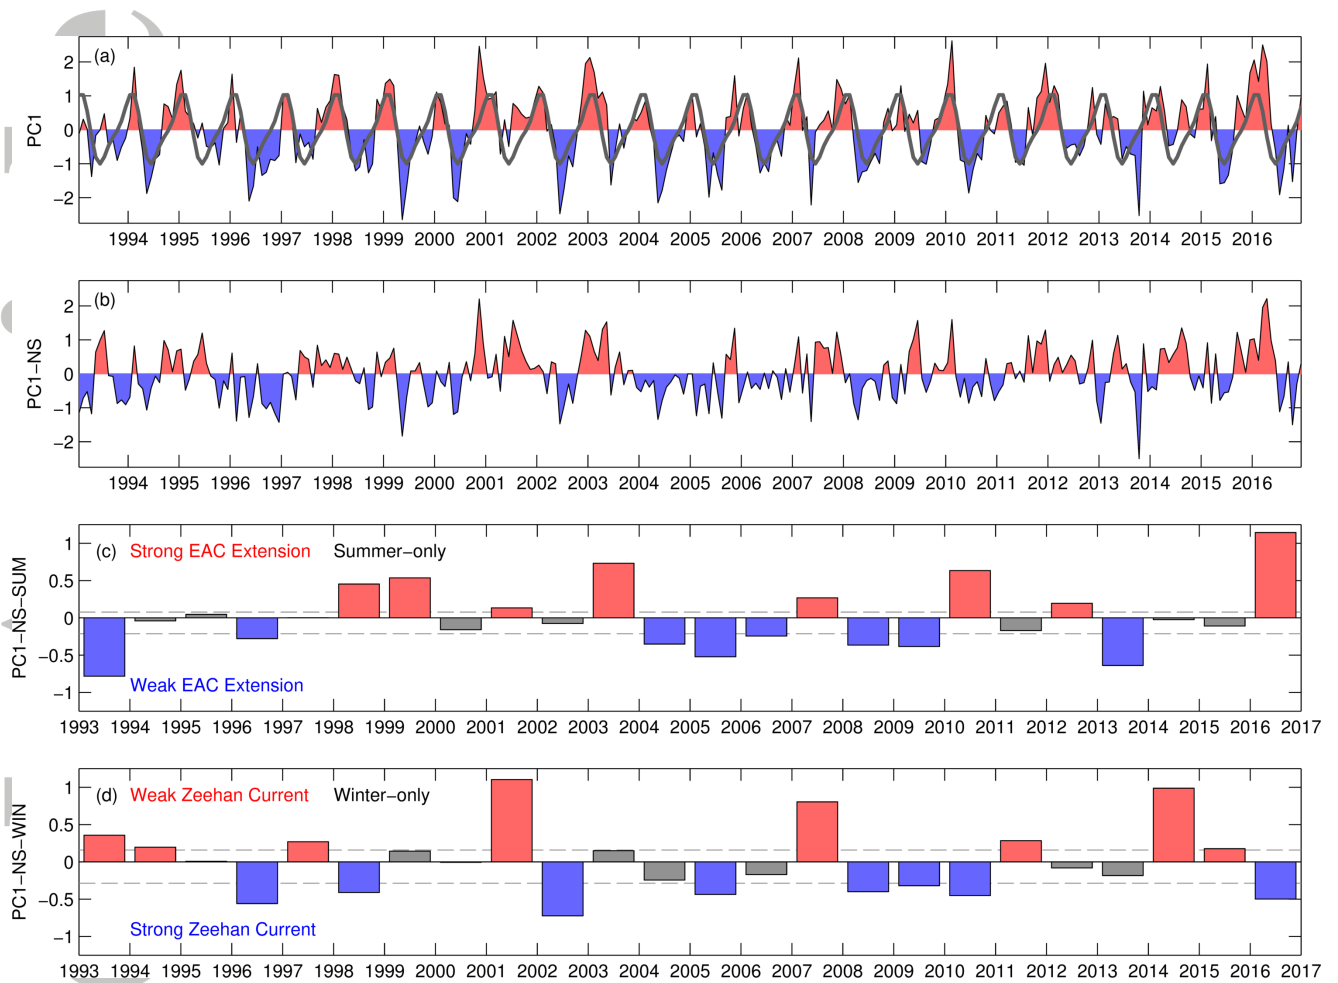 (a)
PC1
2
1
0
−1
−2
1994 1995 1996 1997 1998 1999 2000 2001 2002 2003 2004 2005 2006 2007 2008 2009 2010 2011 2012 2013 2014 2015 2016
(b)
PC1−NS
2
1
0
−1
−2
1994 1995 1996 1997 1998 1999 2000 2001 2002 2003 2004 2005 2006 2007 2008 2009 2010 2011 2012 2013 2014 2015 2016
(c) Strong EAC Extension Summer−only
PC1−NS−SUM
1
0.5
0
−0.5
−1
Weak EAC Extension
1993 1994 1995 1996 1997 1998 1999 2000 2001 2002 2003 2004 2005 2006 2007 2008 2009 2010 2011 2012 2013 2014 2015 2016 2017
(d) Weak Zeehan Current Winter−only
PC1−NS−WIN
1
0.5
0
−0.5
−1
Strong Zeehan Current
1993 1994 1995 1996 1997 1998 1999 2000 2001 2002 2003 2004 2005 2006 2007 2008 2009 2010 2011 2012 2013 2014 2015 2016 2017